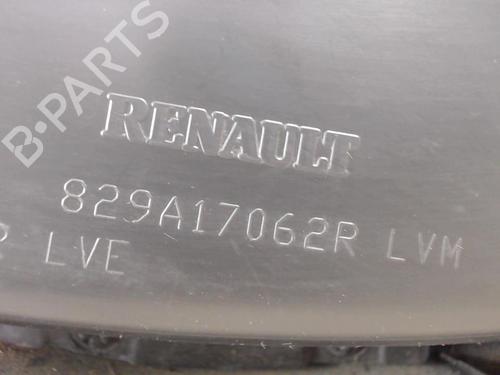 B-PARTS
RENAULT
829A17062R LVM
R LVE